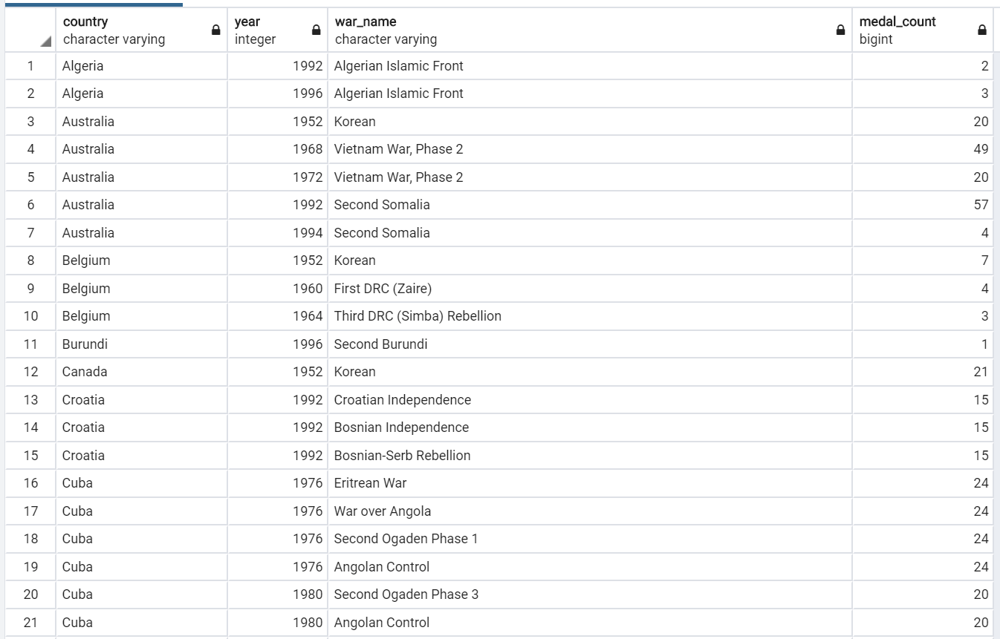 country year war_name medal_count
character varying integer character varying bigint
1 Algeria 1992 Algerian Islamic Front 2
2 Algeria 1996 Algerian Islamic Front 3
3 Australia 1952 Korean 20
4 Australia 1968 Vietnam War, Phase 2 49
5 Australia 1972 Vietnam War, Phase 2 20
6 Australia 1992 Second Somalia 57
7 Australia 1994 Second Somalia 4
8 Belgium 1952 Korean 7
9 Belgium 1960 First DRC (Zaire) 4
10 Belgium 1964 Third DRC (Simba) Rebellion 3
11 Burundi 1996 Second Burundi 1
12 Canada 1952 Korean 21
13 Croatia 1992 Croatian Independence 15
14 Croatia 1992 Bosnian Independence 15
15 Croatia 1992 Bosnian-Serb Rebellion 15
16 Cuba 1976 Eritrean War 24
17 Cuba 1976 War over Angola 24
18 Cuba 1976 Second Ogaden Phase 1 24
19 Cuba 1976 Angolan Control 24
20 Cuba 1980 Second Ogaden Phase 3 20
21 Cuba 1980 Angolan Control 20